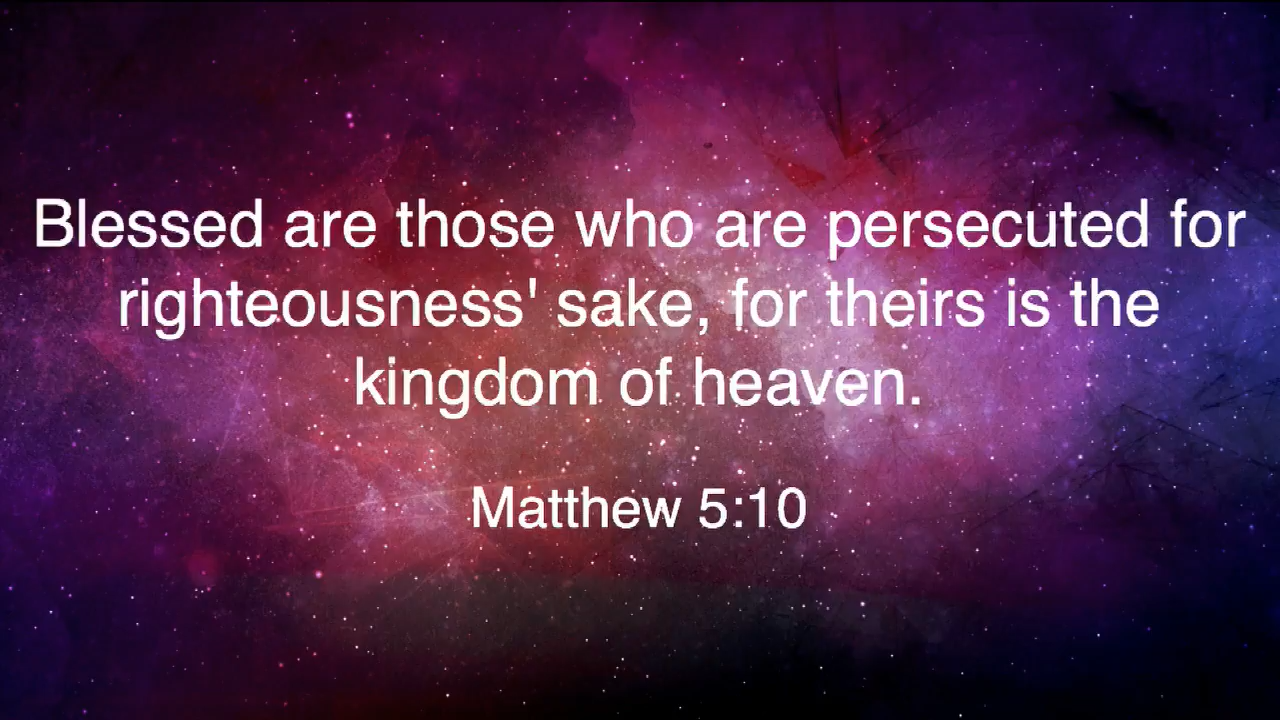 Blessed are those who are persecuted for
righteousness' sake, for theirs is the
kingdom of heaven.
Matthew 5:10